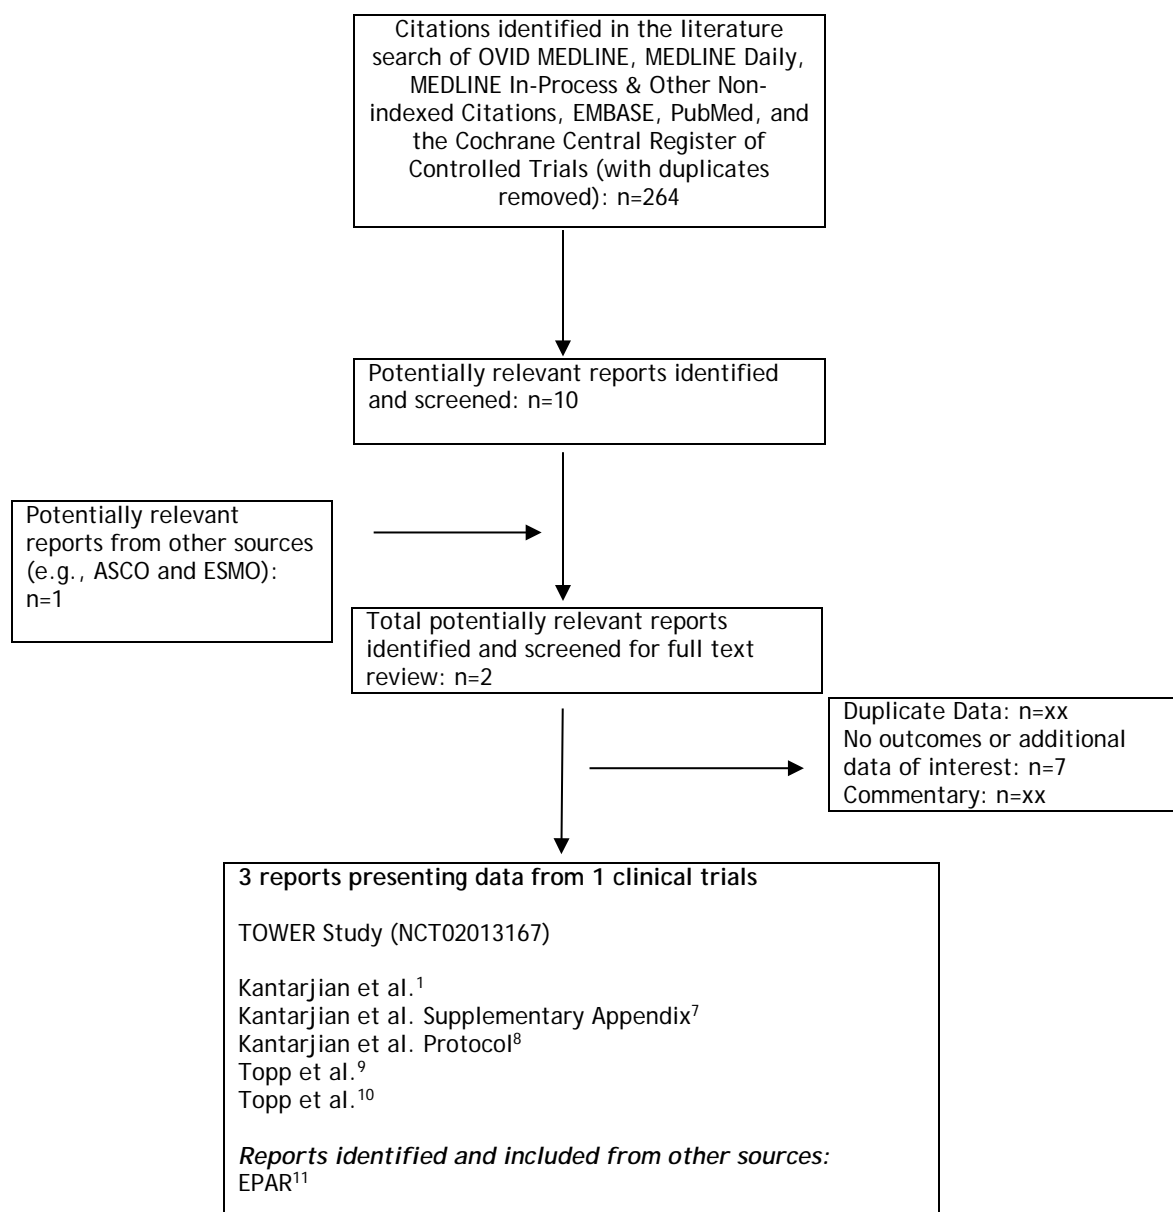 Citations identified in the literature
search of OVID MEDLINE, MEDLINE Daily,
MEDLINE In-Process & Other Non-
indexed Citations, EMBASE, PubMed, and
the Cochrane Central Register of
Controlled Trials (with duplicates
removed): n=264
Potentially relevant reports identified
and screened: n=10
Potentially relevant
reports from other sources
(e.g., ASCO and ESMO):
n=1
Total potentially relevant reports
identified and screened for full text
review: n=2
Duplicate Data: n=xx
No outcomes or additional
data of interest: n=7
Commentary: n=xx
3 reports presenting data from 1 clinical trials
TOWER Study (NCT02013167)
Kantarjian et al.1
Kantarjian et al. Supplementary Appendix7
Kantarjian et al. Protocol8
Topp et al.9
Topp et al.10
Reports identified and included from other sources:
EPAR11